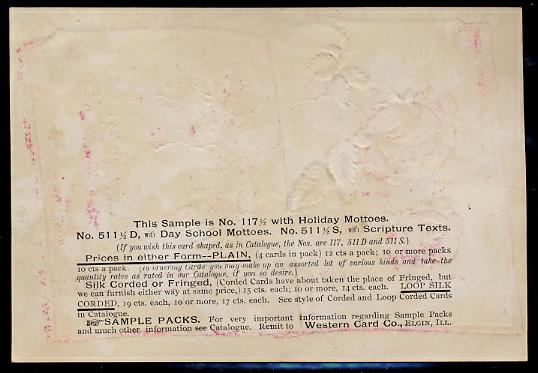 This Sample is No. 117½ with Holiday Mottoes.
No. 511½ D, with Day School Mottoes. No. 511½ S, with Scripture Texts.
(If you wish this card shaped, as in Catalogue, the Nos. are 117, 511 D and 511 S.)
Prices in either Form--PLAIN, (4 cards in pack) 12 cts a pack; 10 or more packs
10 cts a pack. (In ordering Cards you may make up an assorted lot of various kinds and take the
quantity rates as rated in our Catalogue, if you so desire.)
Silk Corded or Fringed, (Corded Cards have about taken the place of Fringed, but
we can furnish either way at same price,) 15 cts. each; 10 or more, 14 cts. each. LOOP SILK
CORDED, 19 cts. each, 10 or more, 17 cts. each. See style of Corded and Loop Corded Cards
in Catalogue.
☞SAMPLE PACKS. For very important information regarding Sample Packs
and much other information see Catalogue. Remit to Western Card Co., ELGIN, ILL.